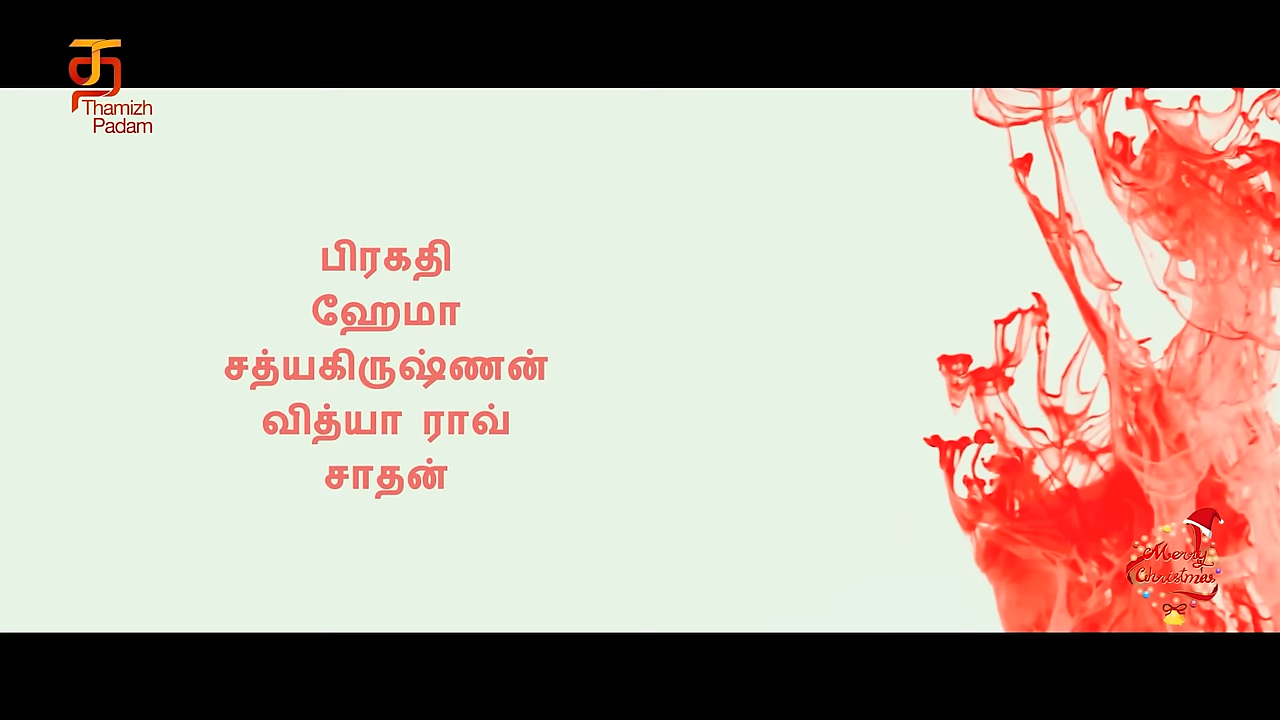 த
Thamizh
Padam
பிரகதி
ஹேமா
சத்யகிருஷ்ணன்
வித்யா ராவ்
சாதன்
Merry
Christmas